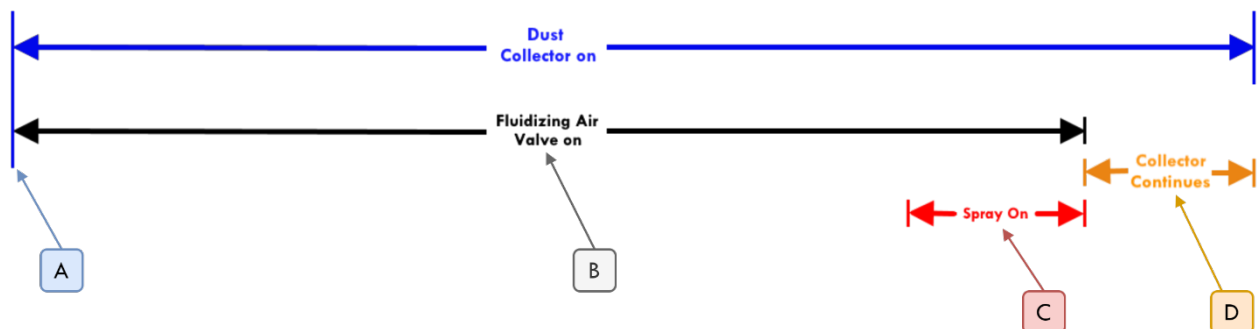 Dust
Collector on
Fluidizing Air
Valve on
Collector
Continues
Spray On
A
B
C
D